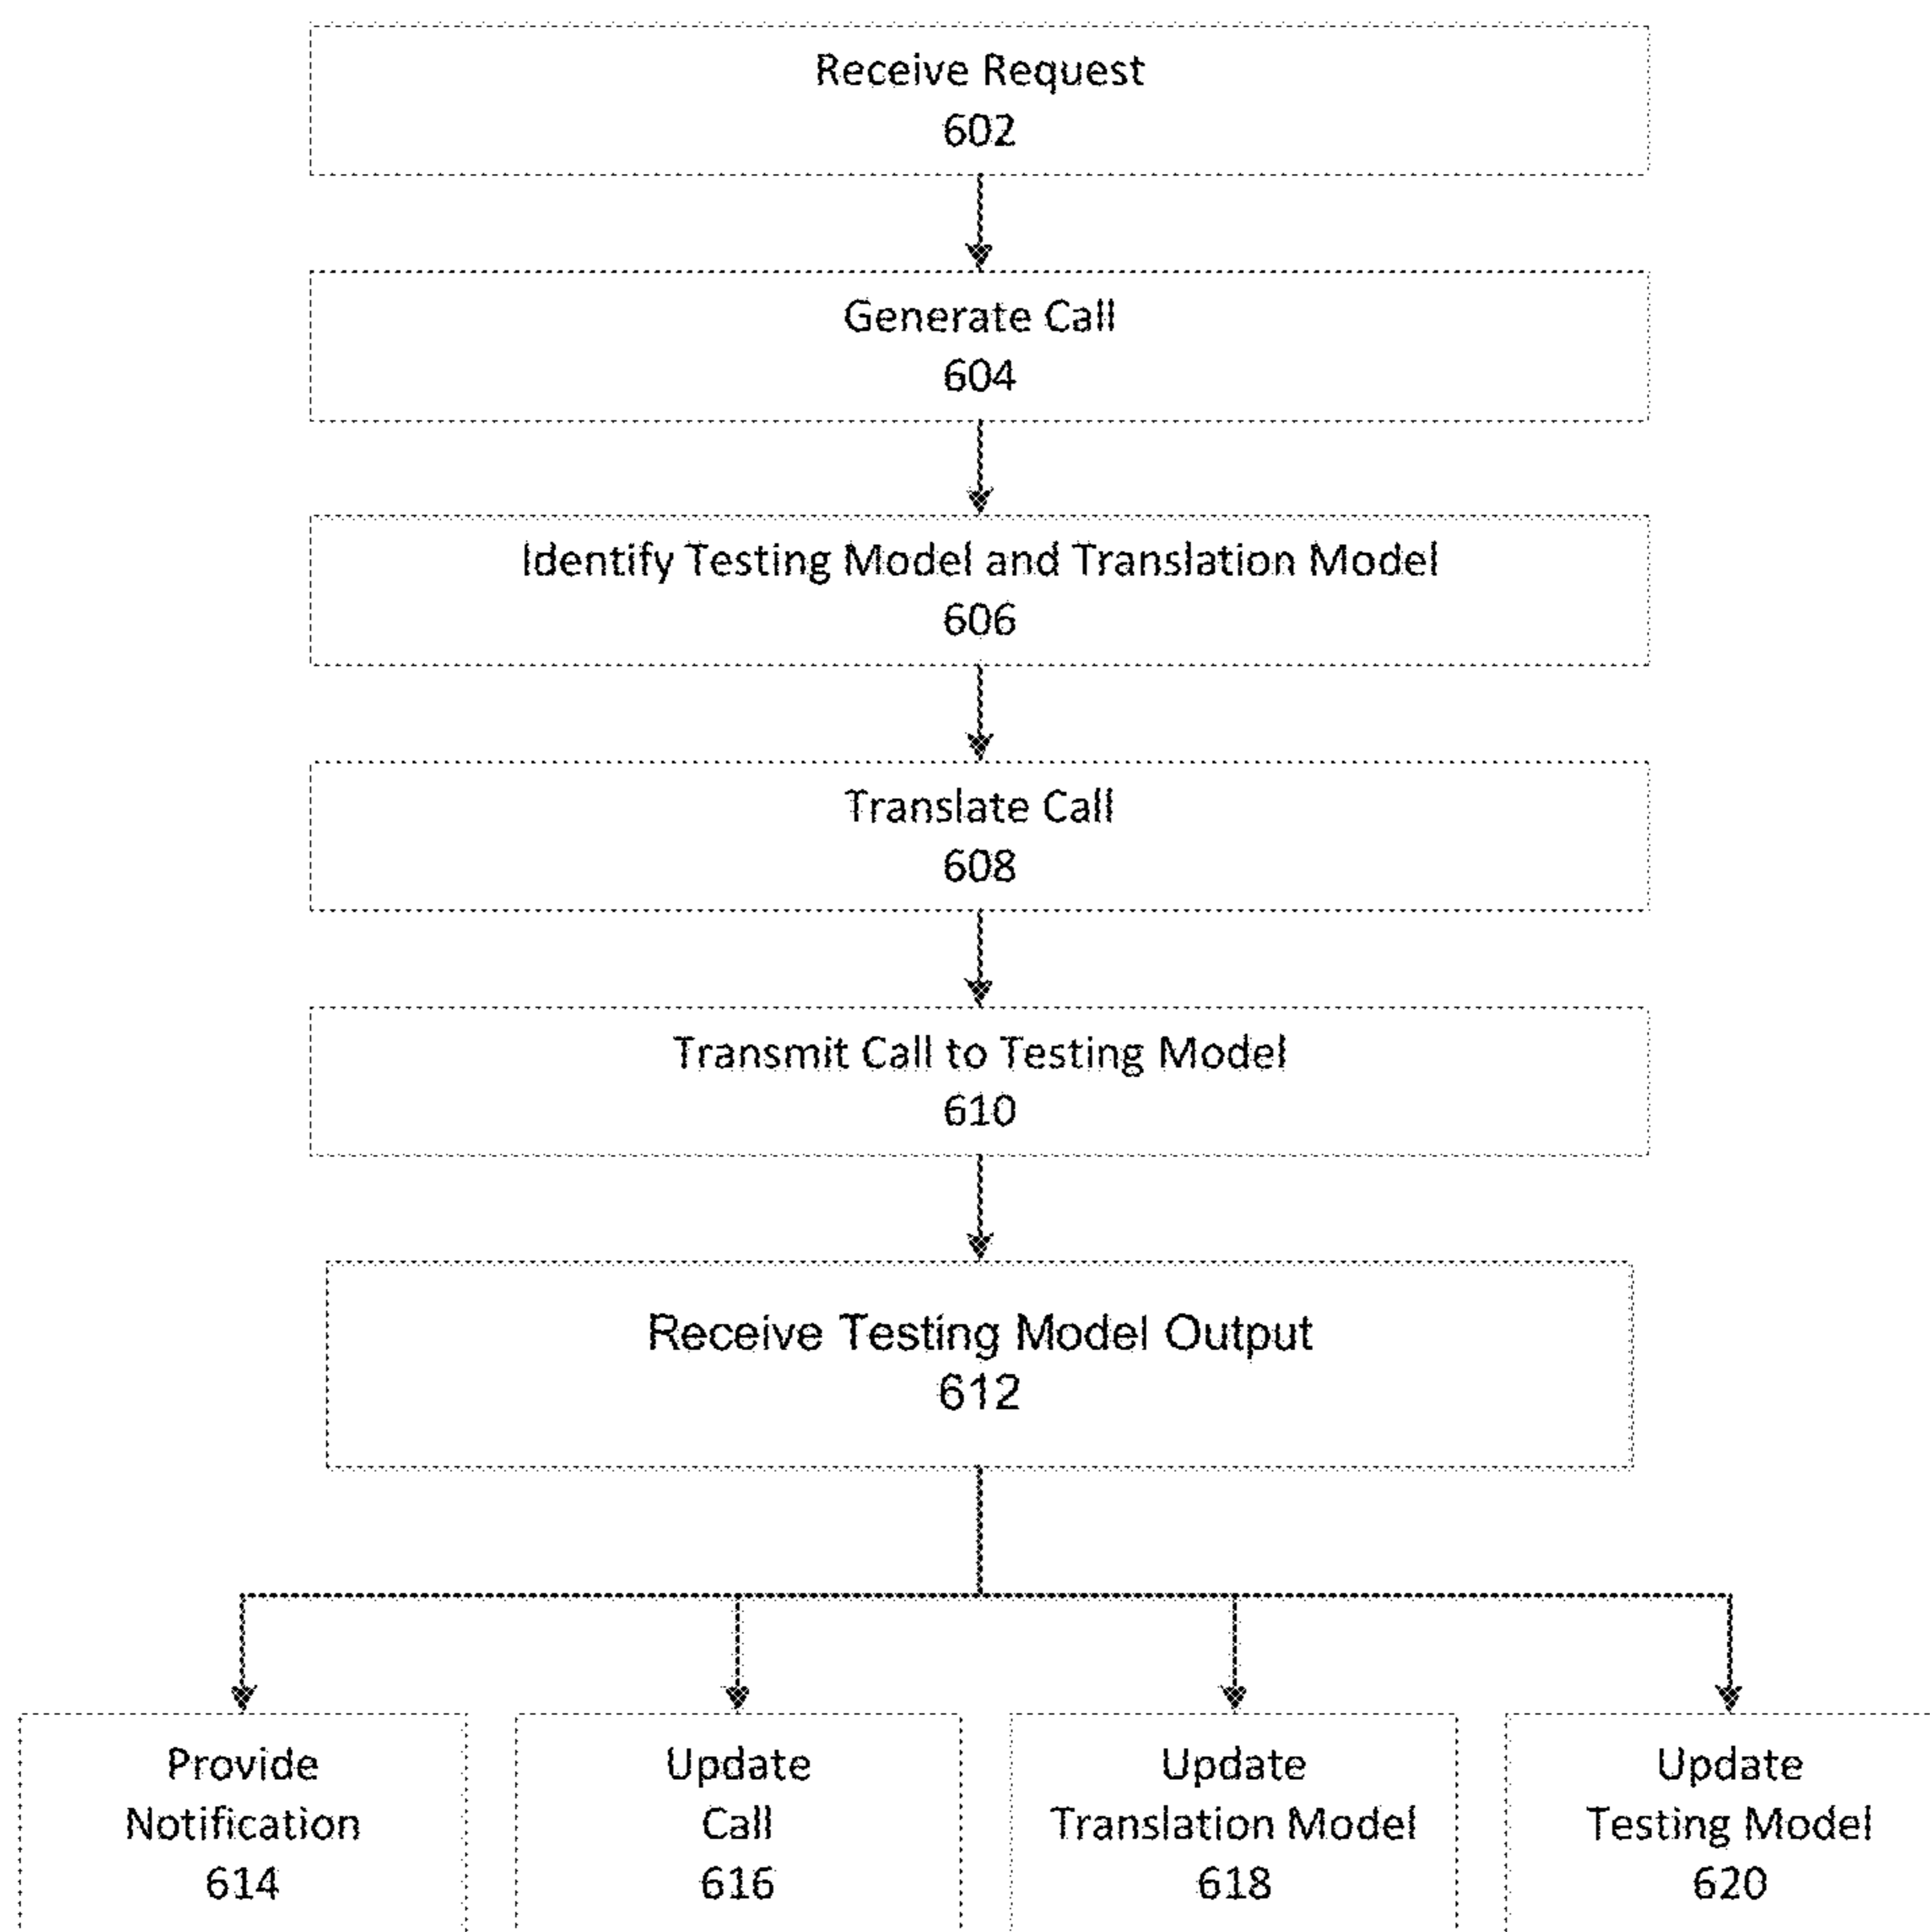 Receive Request
602
Generate Call
604
Identify Testing Model and Translation Model
606
Translate Call
608
Transmit Call to Testing Model
610
Receive Testing Model Output
612
Provide
Notification
614
Update
Call
616
Update
Translation Model
618
Update
Testing Model
620